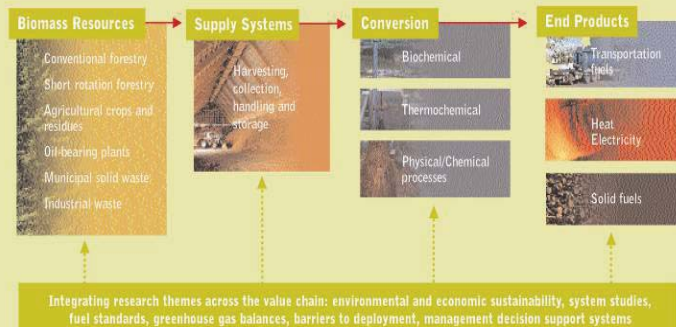 Biomass Resources
Conventional forestry
Short rotation forestry
Agricultural crops and
residues
Oil-bearing plants
Municipal solid waste
Industrial waste
Supply Systems
Harvesting,
collection,
handling and
storage
Conversion
Biochemical
Thermochemical
Physical/Chemical
processes
End Products
Transportation
fuels
Heat
Electricity
Solid fuels
Integrating research themes across the value chain: environmental and economic sustainability, system studies,
fuel standards, greenhouse gas balances, barriers to deployment, management decision support systems